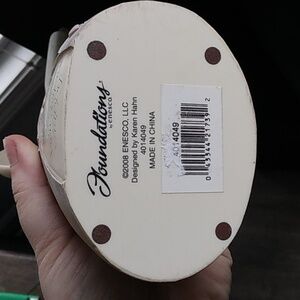 Foundations
enesco
©2008 ENESCO, LLC
Designed by Karen Hahn
4014049
MADE IN CHINA
4014049